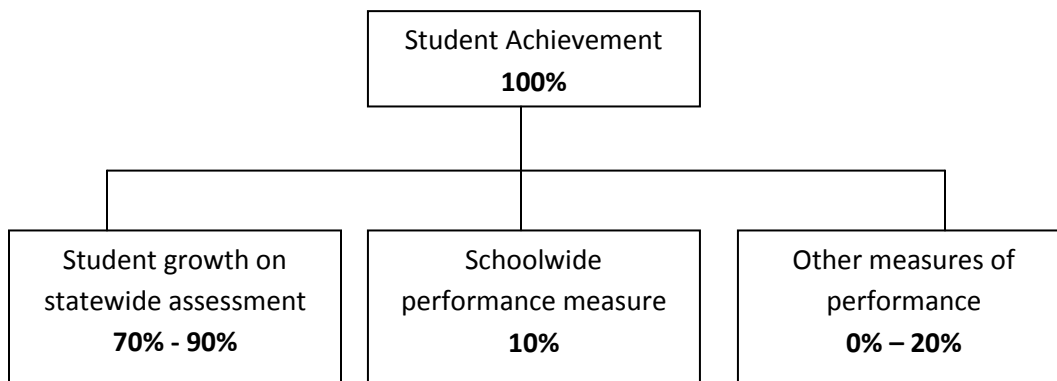 Student Achievement
100%
Student growth on
statewide assessment
70% - 90%
Schoolwide
performance measure
10%
Other measures of
performance
0% – 20%